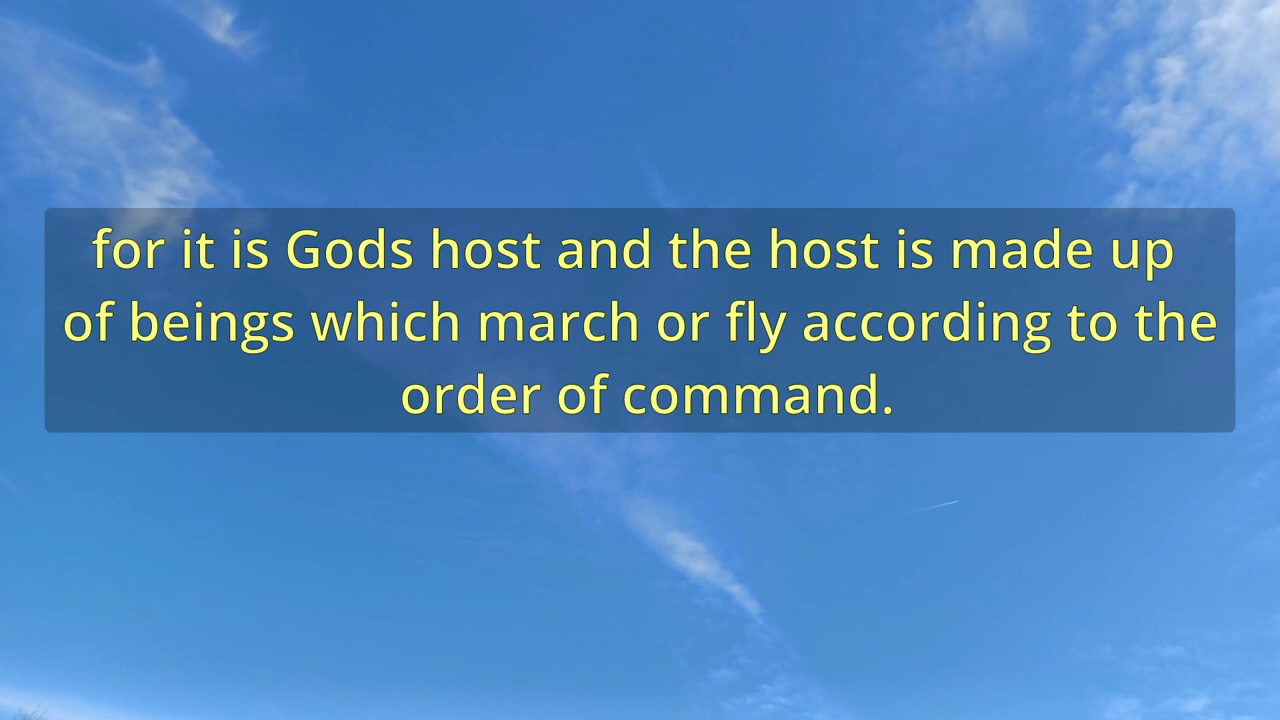 for it is Gods host and the host is made up
of beings which march or fly according to the
order of command.